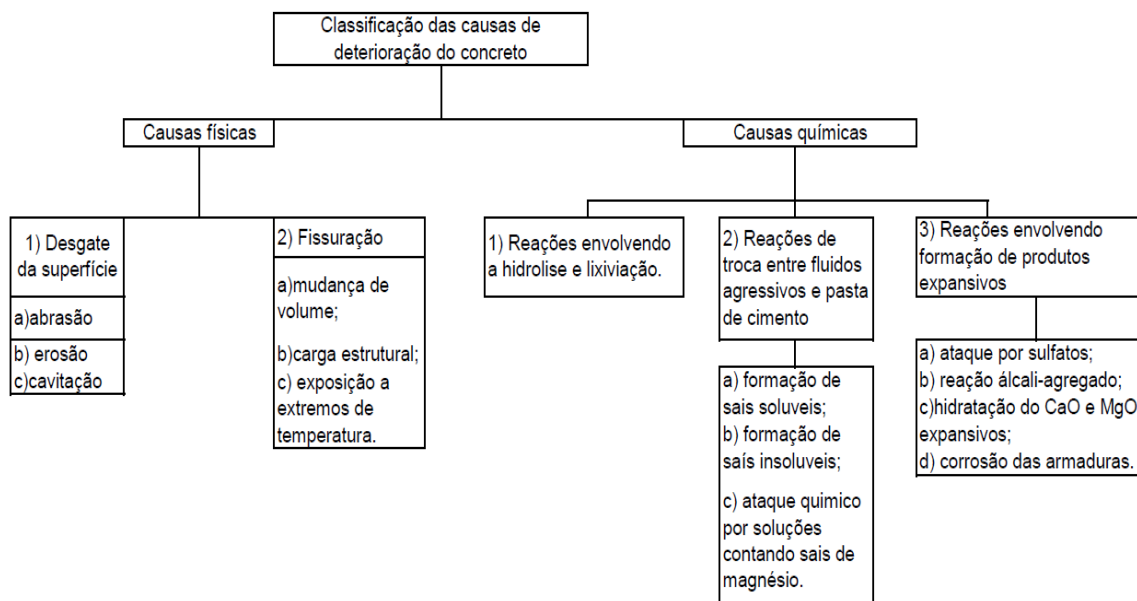 Classificação das causas de
deterioração do concreto
Causas físicas
Causas químicas
1) Desgate
da superfície
a)abrasão
b) erosão
c)cavitação
2) Fissuração
a)mudança de
volume;
b)carga estrutural;
c) exposição a
extremos de
temperatura.
1) Reações envolvendo
a hidrolise e lixiviação.
2) Reações de
troca entre fluidos
agressivos e pasta
de cimento
a) formação de
sais soluveis;
b) formação de
saís insoluveis;
c) ataque quimico
por soluções
contando sais de
magnésio.
3) Reações envolvendo
formação de produtos
expansivos
a) ataque por sulfatos;
b) reação álcali-agregado;
c)hidratação do CaO e MgO
expansivos;
d) corrosão das armaduras.